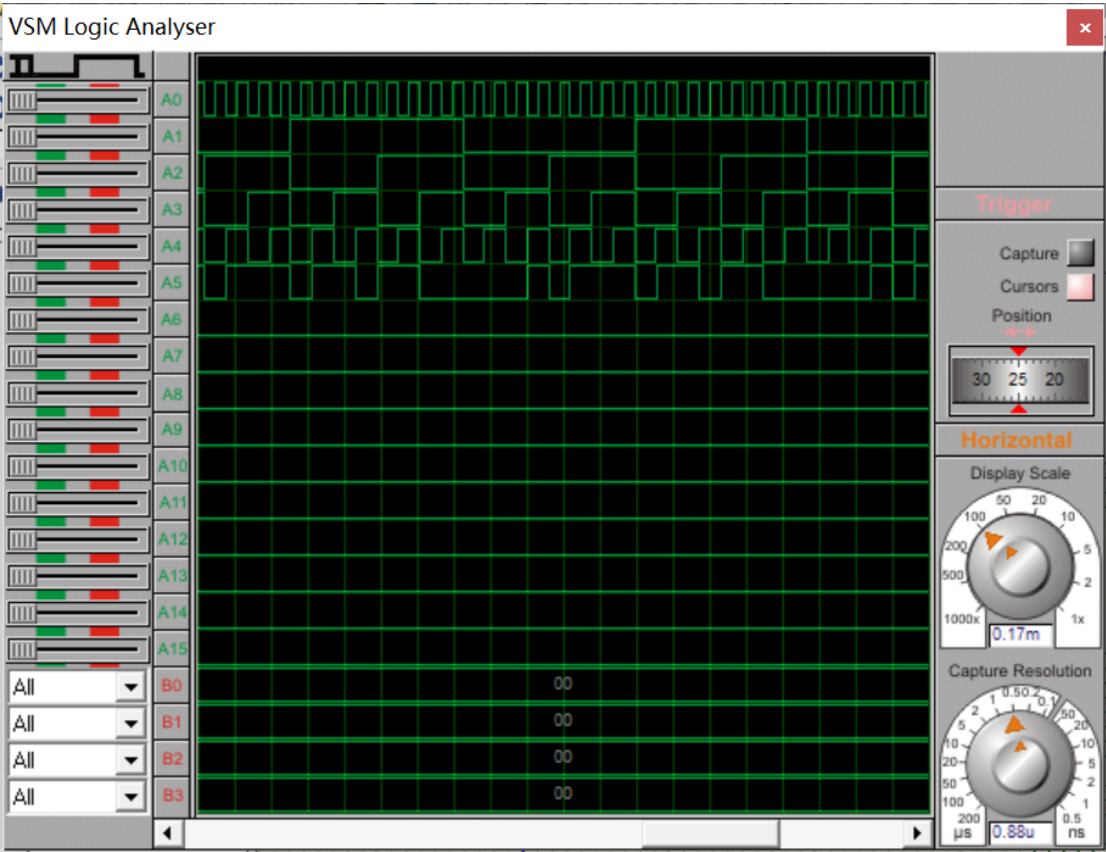 VSM Logic Analyser
A0
A1
A2
A3
A4
A5
A6
A7
A8
A9
A10
A11
A12
A13
A14
A15
All B0 00
All B1 00
All B2 00
All B3 00
Trigger
Capture
Cursors
Position
30 25 20
Horizontal
Display Scale
1000x 500 200 100 50 20 10 5 2 1x
0.17m
Capture Resolution
200 100 50 20 10 5 2 1 0.5 0.2 0.1 50 20 10 5 2 1 0.5
µs 0.88u ns